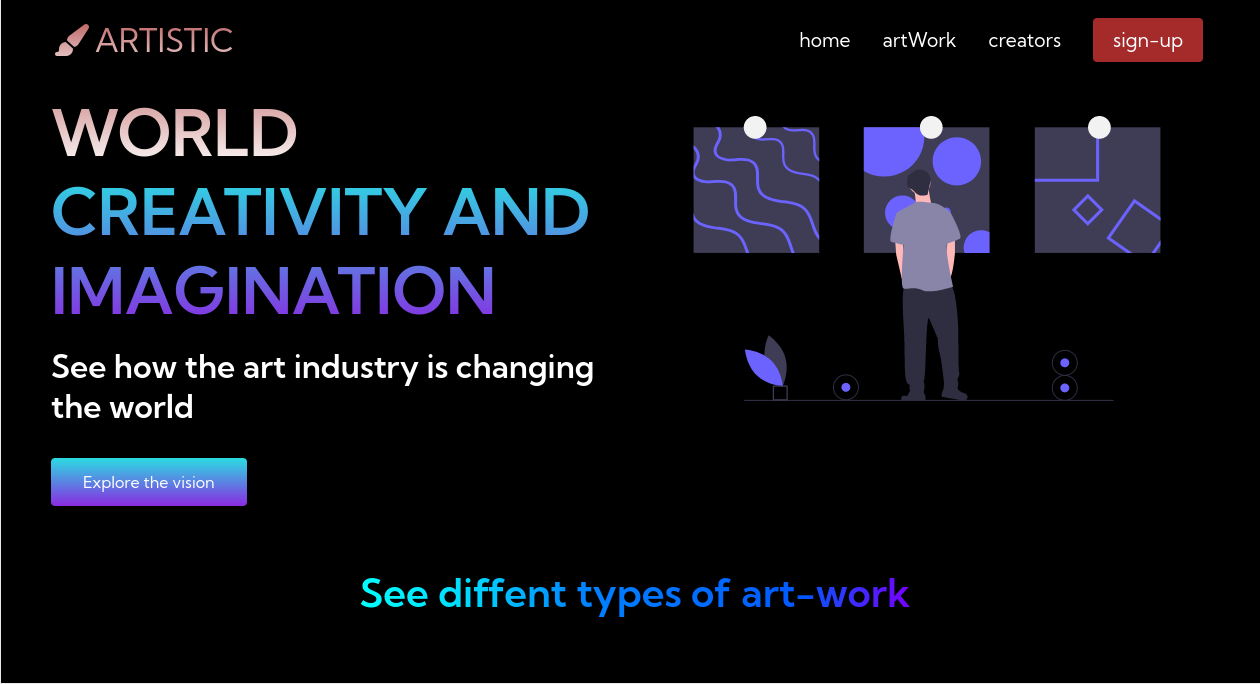 ARTISTIC
home
artWork
creators
sign-up
WORLD
CREATIVITY AND
IMAGINATION
See how the art industry is changing
the world
Explore the vision
See diffent types of art-work